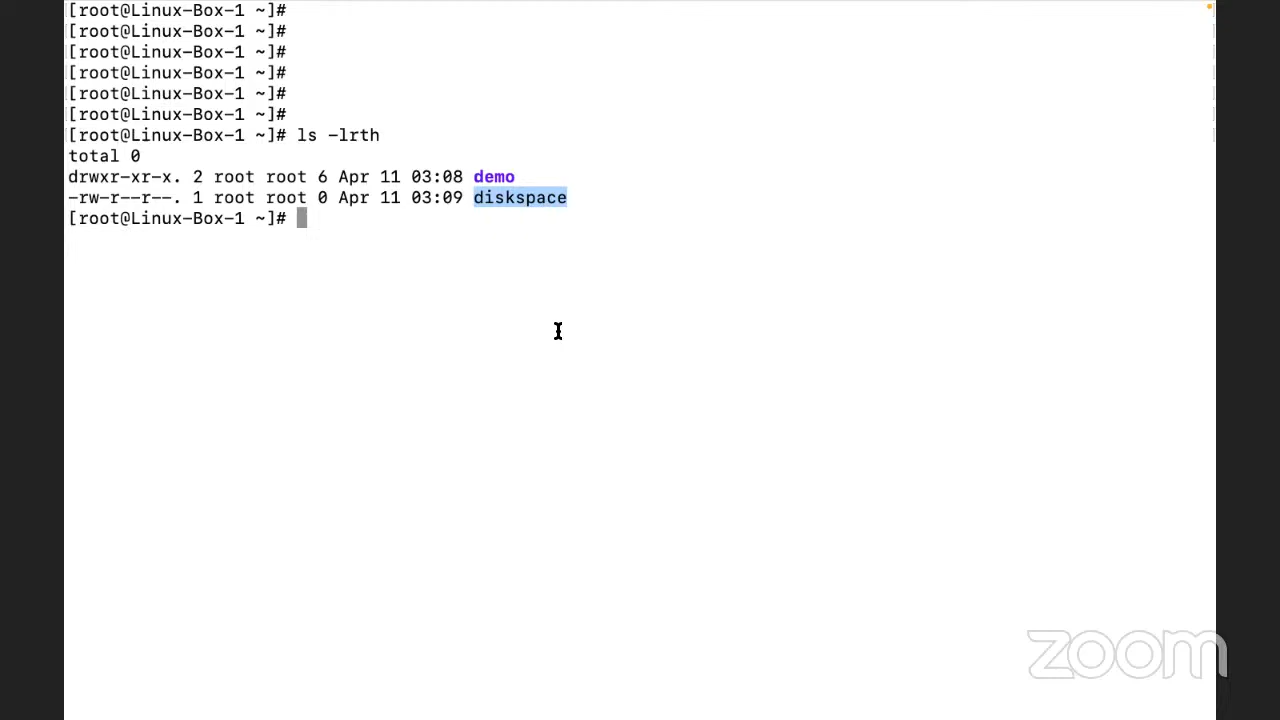 [root@Linux-Box-1 ~]#
[root@Linux-Box-1 ~]#
[root@Linux-Box-1 ~]#
[root@Linux-Box-1 ~]#
[root@Linux-Box-1 ~]#
[root@Linux-Box-1 ~]#
[root@Linux-Box-1 ~]# ls -lrth
total 0
drwxr-xr-x. 2 root root 6 Apr 11 03:08 demo
-rw-r--r--. 1 root root 0 Apr 11 03:09 diskspace
[root@Linux-Box-1 ~]#
zoom